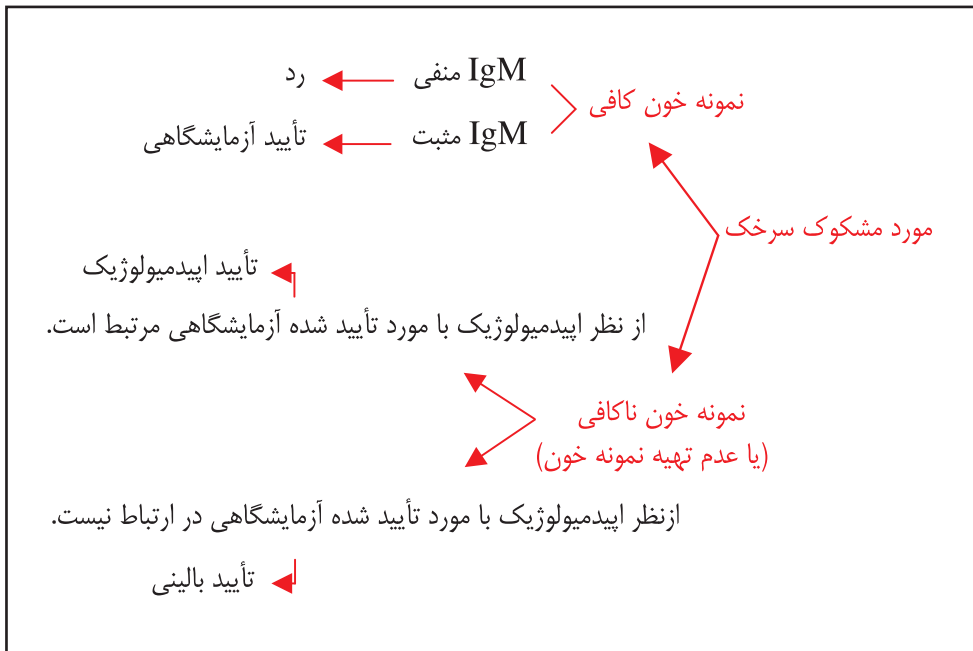 IgM منفی
رد
نمونه خون کافی
IgM مثبت
تأیید آزمایشگاهی
مورد مشکوک سرخک
تأیید اپیدمیولوژیک
از نظر اپیدمیولوژیک با مورد تأیید شده آزمایشگاهی مرتبط است.
نمونه خون ناکافی
(یا عدم تهیه نمونه خون)
ازنظر اپیدمیولوژیک با مورد تأیید شده آزمایشگاهی در ارتباط نیست.
تأیید بالینی